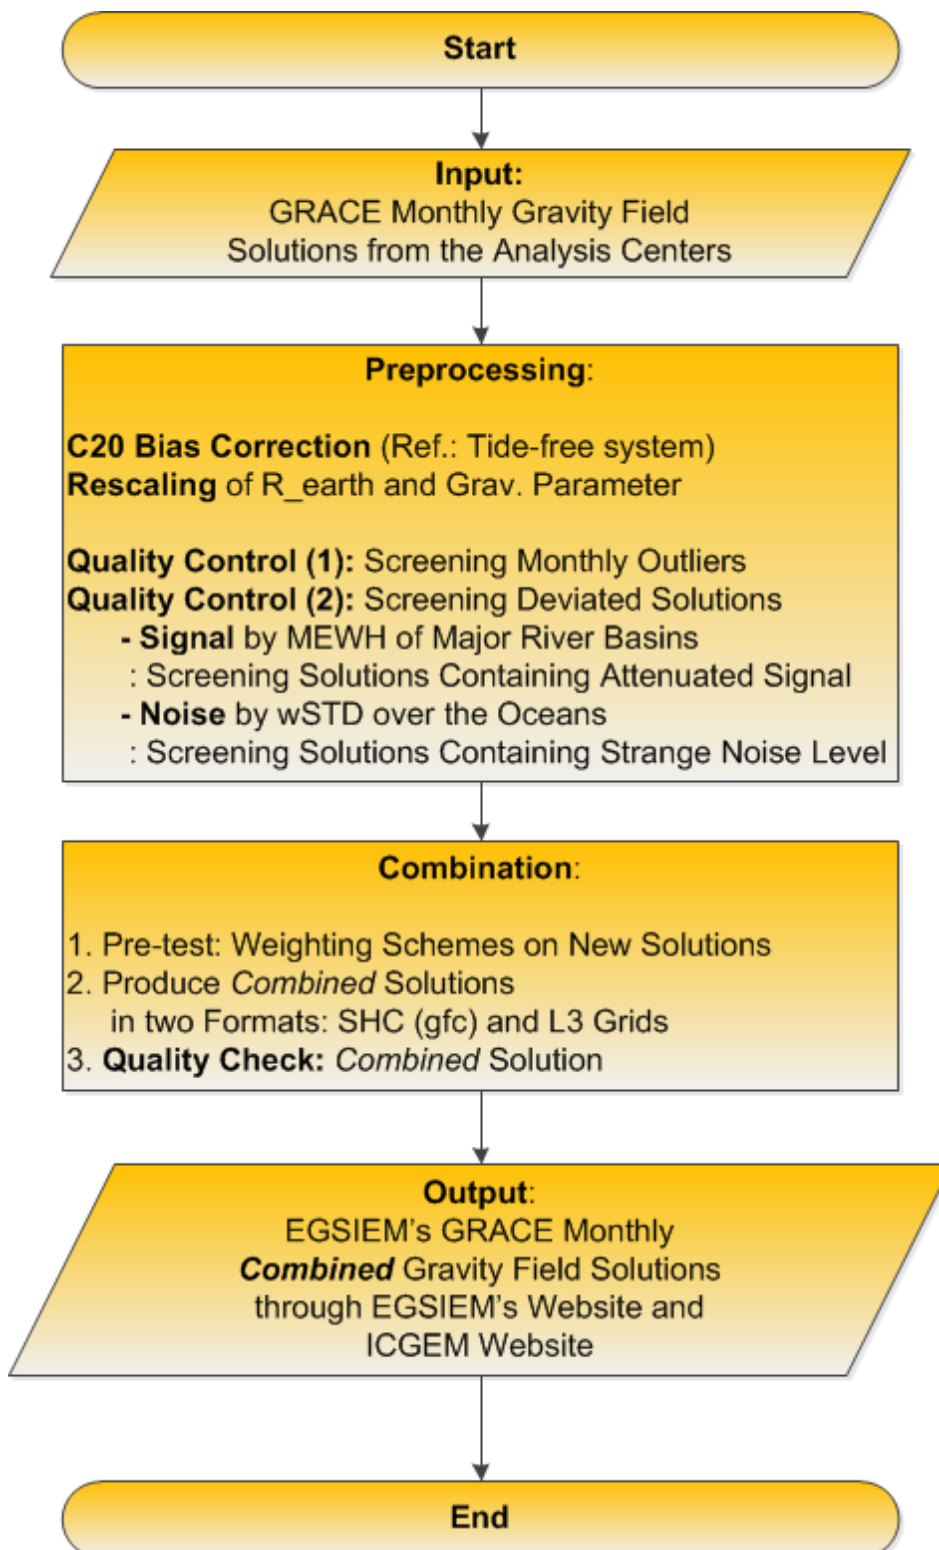 Start
Input:
GRACE Monthly Gravity Field
Solutions from the Analysis Centers
Preprocessing:
C20 Bias Correction (Ref.: Tide-free system)
Rescaling of R_earth and Grav. Parameter
Quality Control (1): Screening Monthly Outliers
Quality Control (2): Screening Deviated Solutions
- Signal by MEWH of Major River Basins
: Screening Solutions Containing Attenuated Signal
- Noise by wSTD over the Oceans
: Screening Solutions Containing Strange Noise Level
Combination:
1. Pre-test: Weighting Schemes on New Solutions
2. Produce Combined Solutions
in two Formats: SHC (gfc) and L3 Grids
3. Quality Check: Combined Solution
Output:
EGSIEM's GRACE Monthly
Combined Gravity Field Solutions
through EGSIEM's Website and
ICGEM Website
End